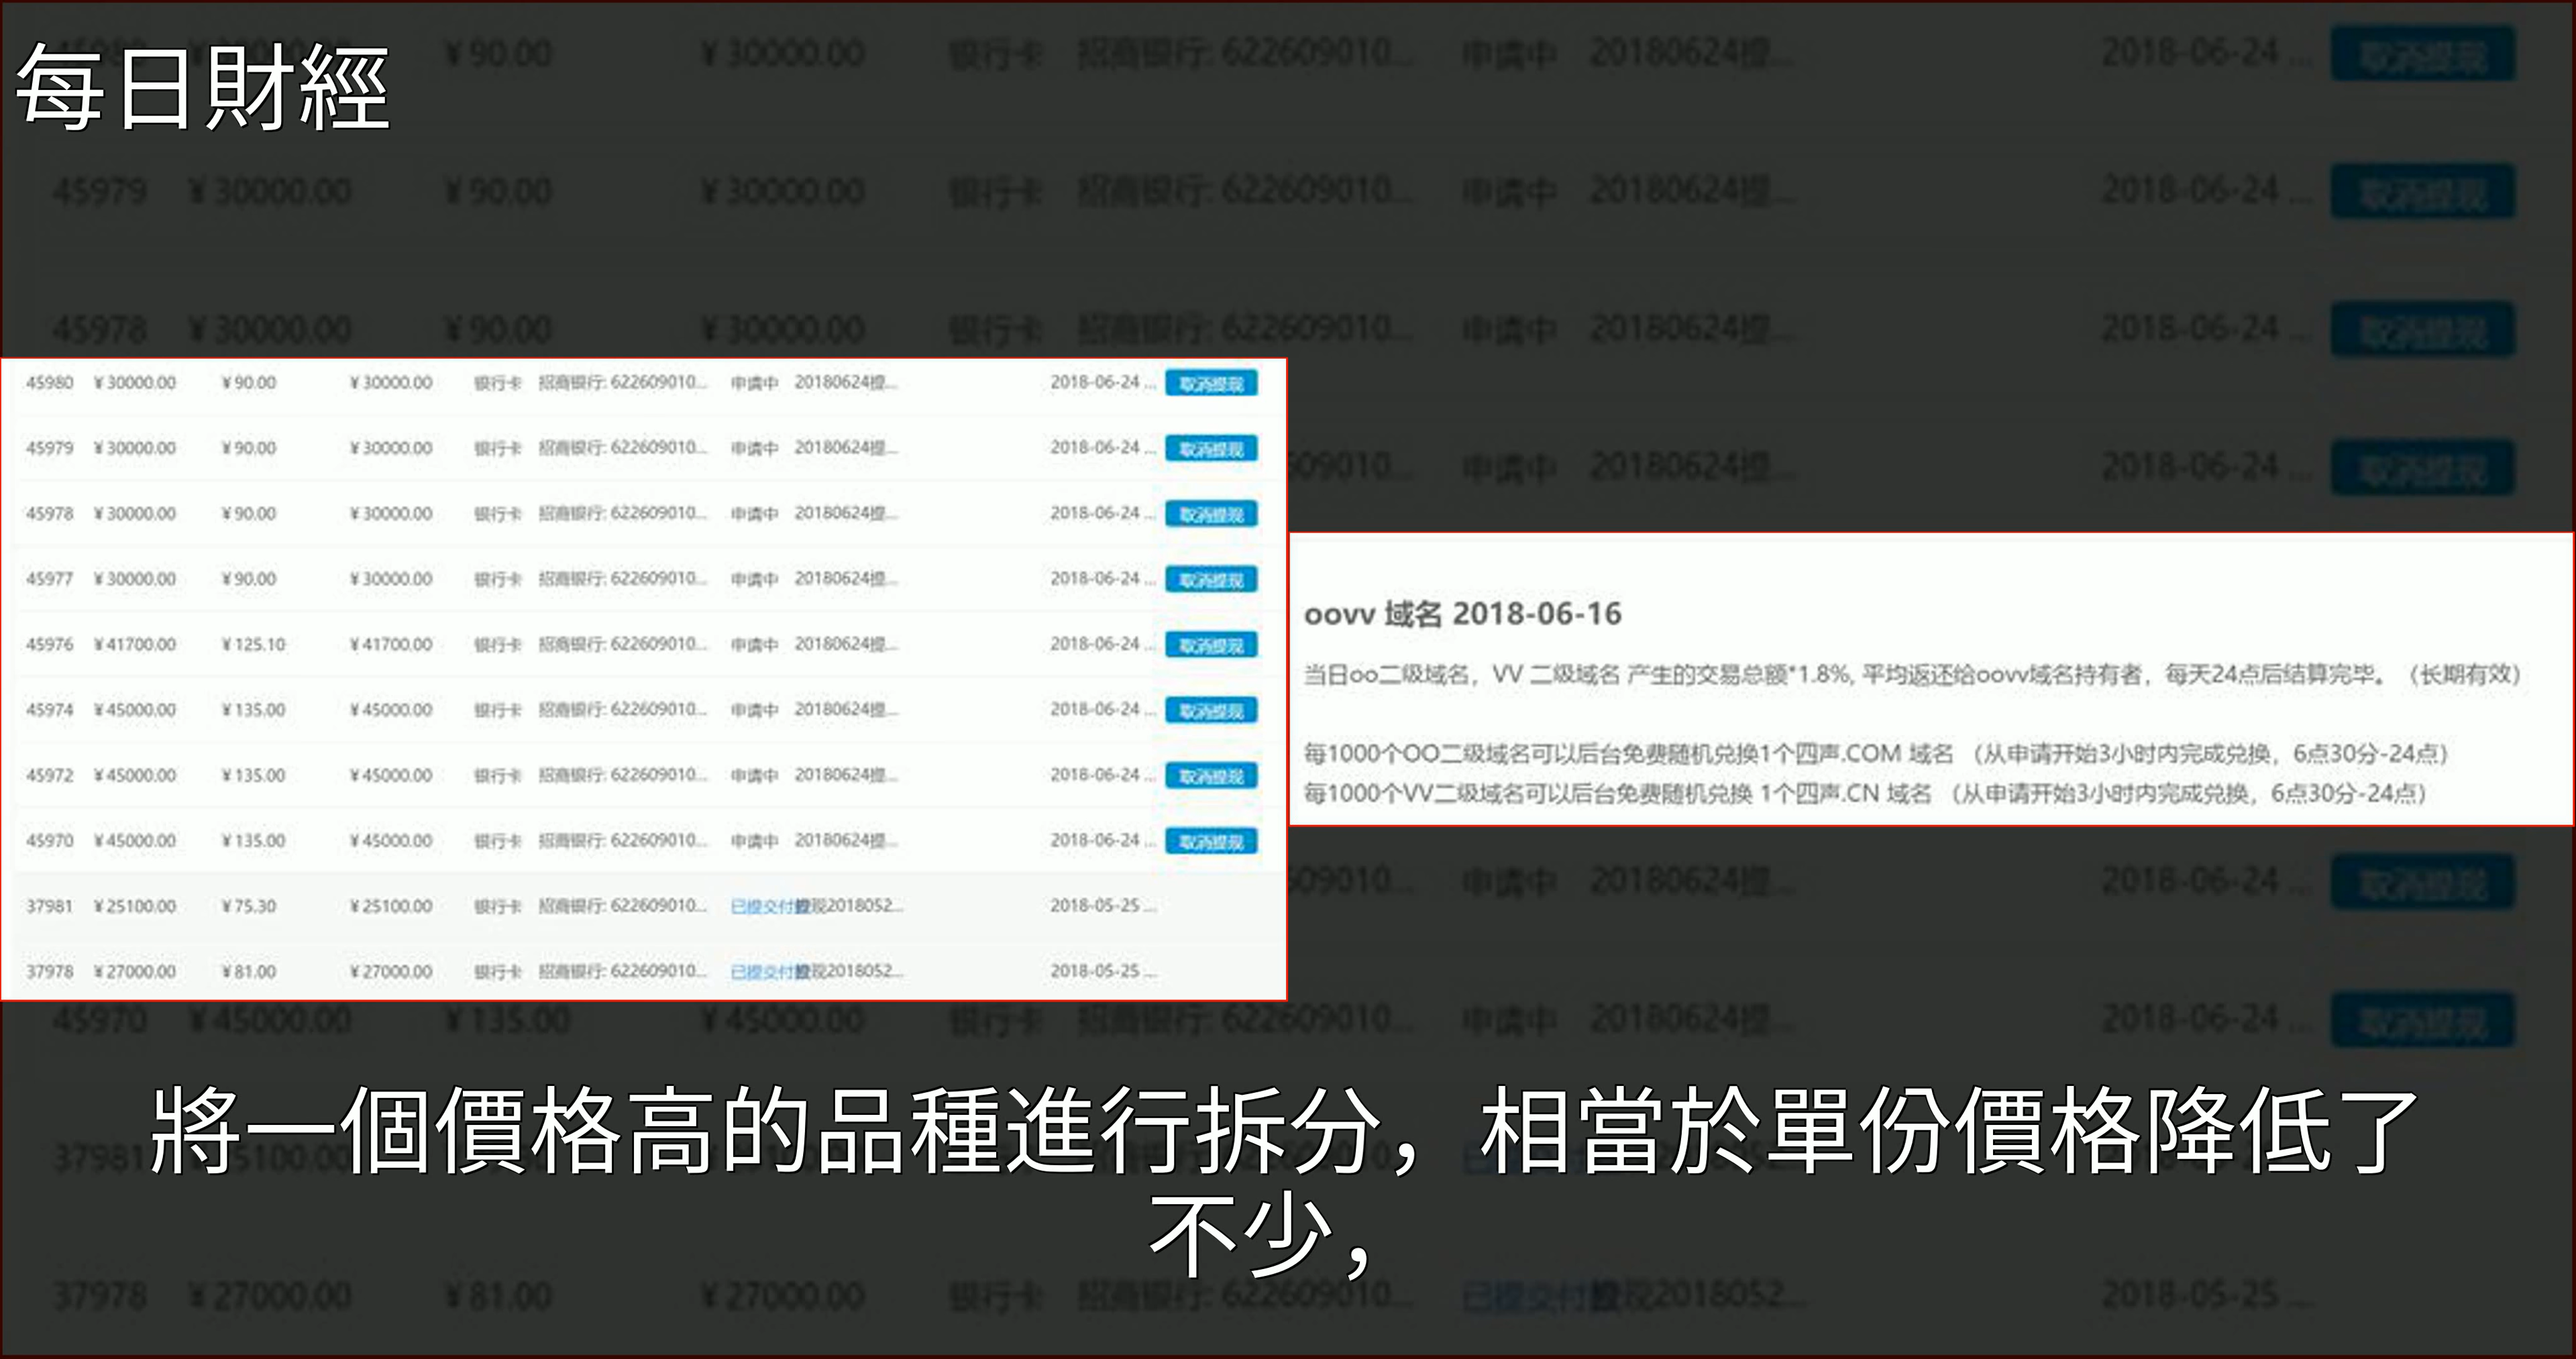 每日財經
45980 ¥30000.00 ¥90.00 ¥30000.00 银行卡 招商银行: 622609010... 申请中 20180624提... 2018-06-24 ... 取消提现
45979 ¥30000.00 ¥90.00 ¥30000.00 银行卡 招商银行: 622609010... 申请中 20180624提... 2018-06-24 ... 取消提现
45978 ¥30000.00 ¥90.00 ¥30000.00 银行卡 招商银行: 622609010... 申请中 20180624提... 2018-06-24 ... 取消提现
45977 ¥30000.00 ¥90.00 ¥30000.00 银行卡 招商银行: 622609010... 申请中 20180624提... 2018-06-24 ... 取消提现
45976 ¥41700.00 ¥125.10 ¥41700.00 银行卡 招商银行: 622609010... 申请中 20180624提... 2018-06-24 ... 取消提现
45974 ¥45000.00 ¥135.00 ¥45000.00 银行卡 招商银行: 622609010... 申请中 20180624提... 2018-06-24 ... 取消提现
45972 ¥45000.00 ¥135.00 ¥45000.00 银行卡 招商银行: 622609010... 申请中 20180624提... 2018-06-24 ... 取消提现
45970 ¥45000.00 ¥135.00 ¥45000.00 银行卡 招商银行: 622609010... 申请中 20180624提... 2018-06-24 ... 取消提现
37981 ¥25100.00 ¥75.30 ¥25100.00 银行卡 招商银行: 622609010... 已提交付提现2018052... 2018-05-25 ...
37978 ¥27000.00 ¥81.00 ¥27000.00 银行卡 招商银行: 622609010... 已提交付提现2018052... 2018-05-25 ...
oovv 域名 2018-06-16
当日oo二级域名，VV 二级域名 产生的交易总额*1.8%, 平均返还给oovv域名持有者，每天24点后结算完毕。（长期有效）
每1000个OO二级域名可以后台免费随机兑换1个四声.COM 域名 （从申请开始3小时内完成兑换，6点30分-24点）
每1000个VV二级域名可以后台免费随机兑换 1个四声.CN 域名 （从申请开始3小时内完成兑换，6点30分-24点）
將一個價格高的品種進行拆分，相當於單份價格降低了
不少，